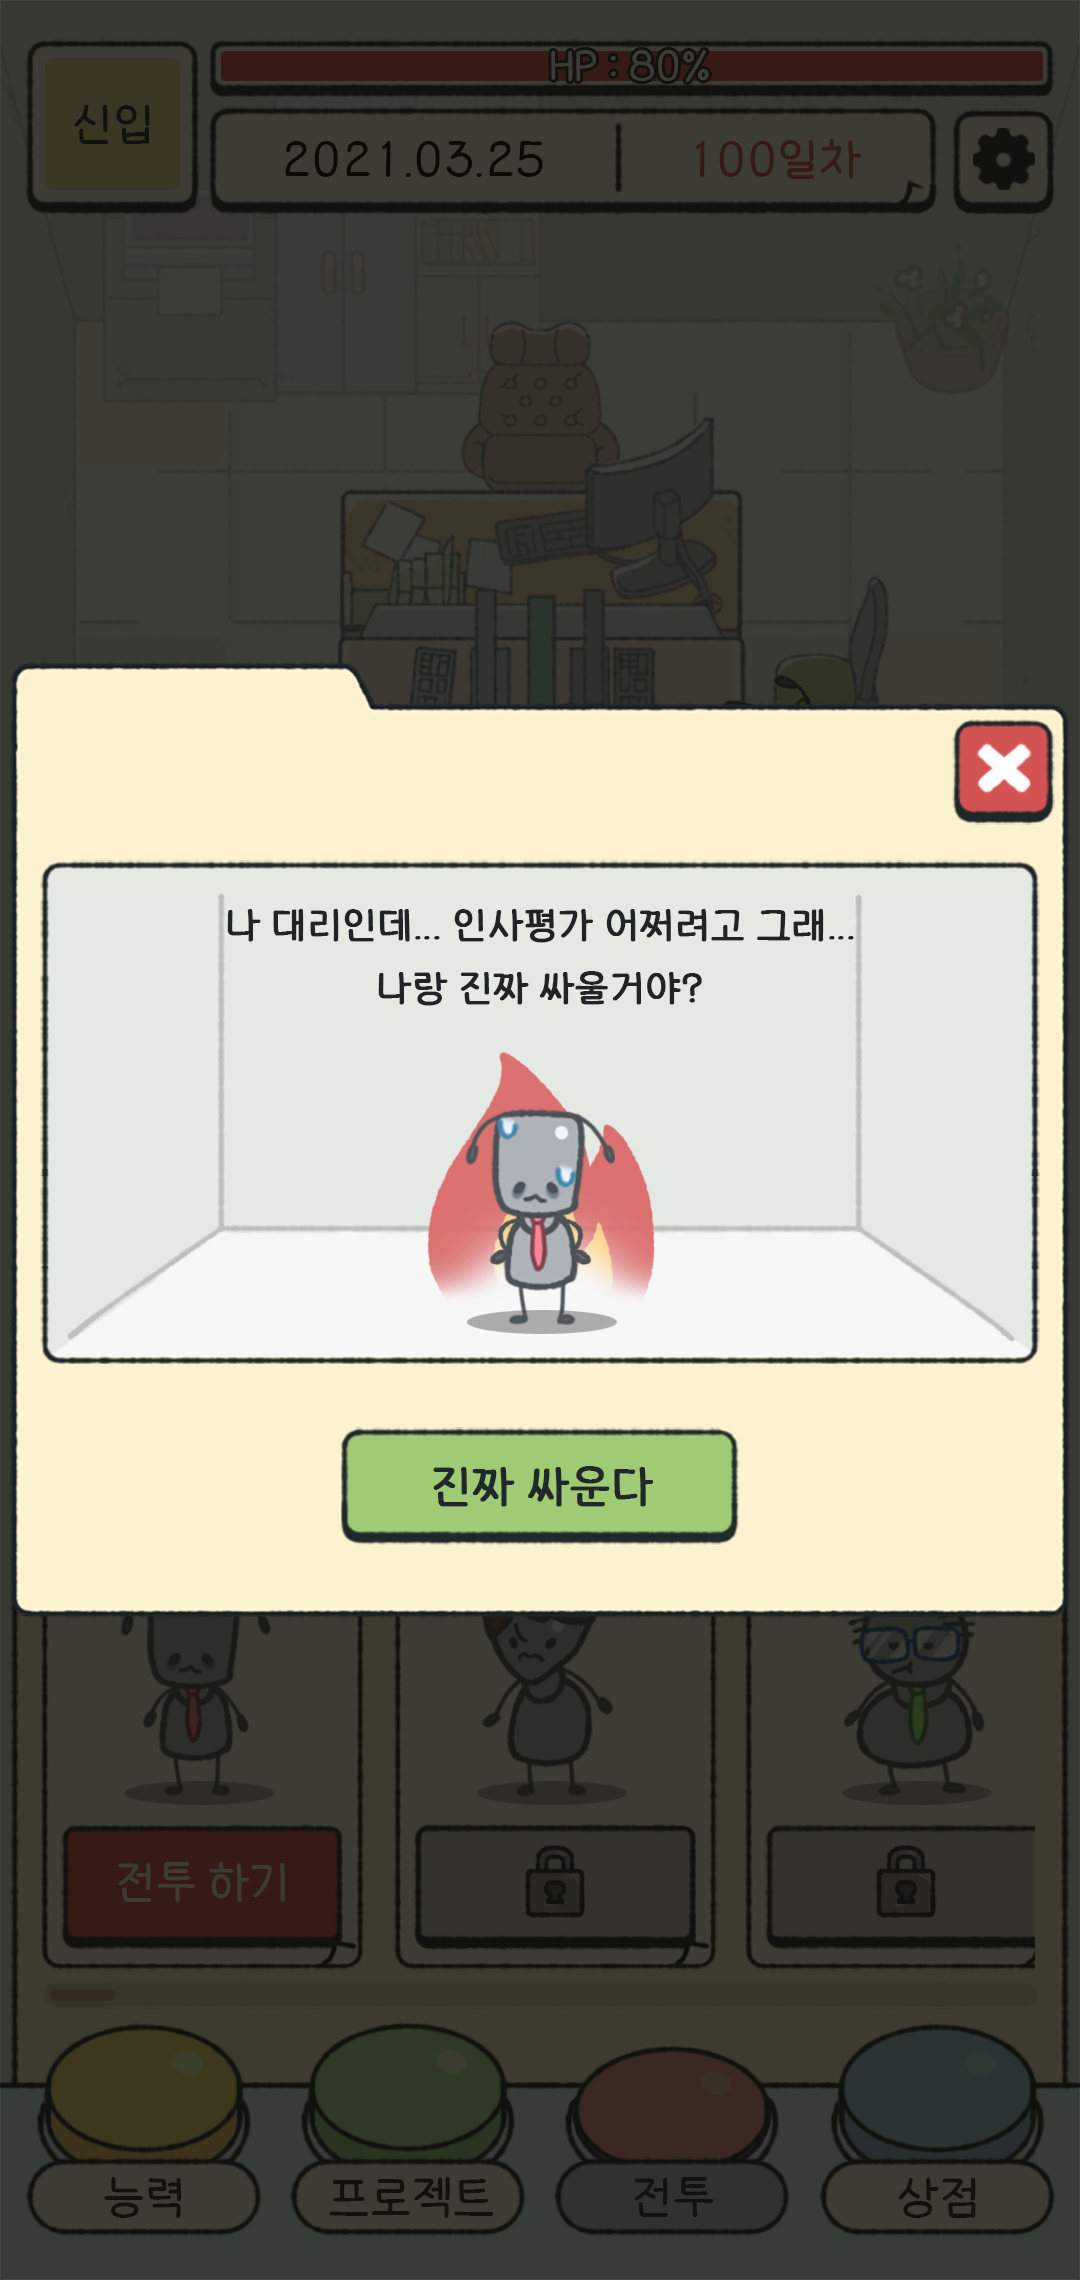 신입
HP : 80%
2021.03.25
100일차
나 대리인데... 인사평가 어쩌려고 그래...
나랑 진짜 싸울거야?
진짜 싸운다
전투 하기
능력
프로젝트
전투
상점